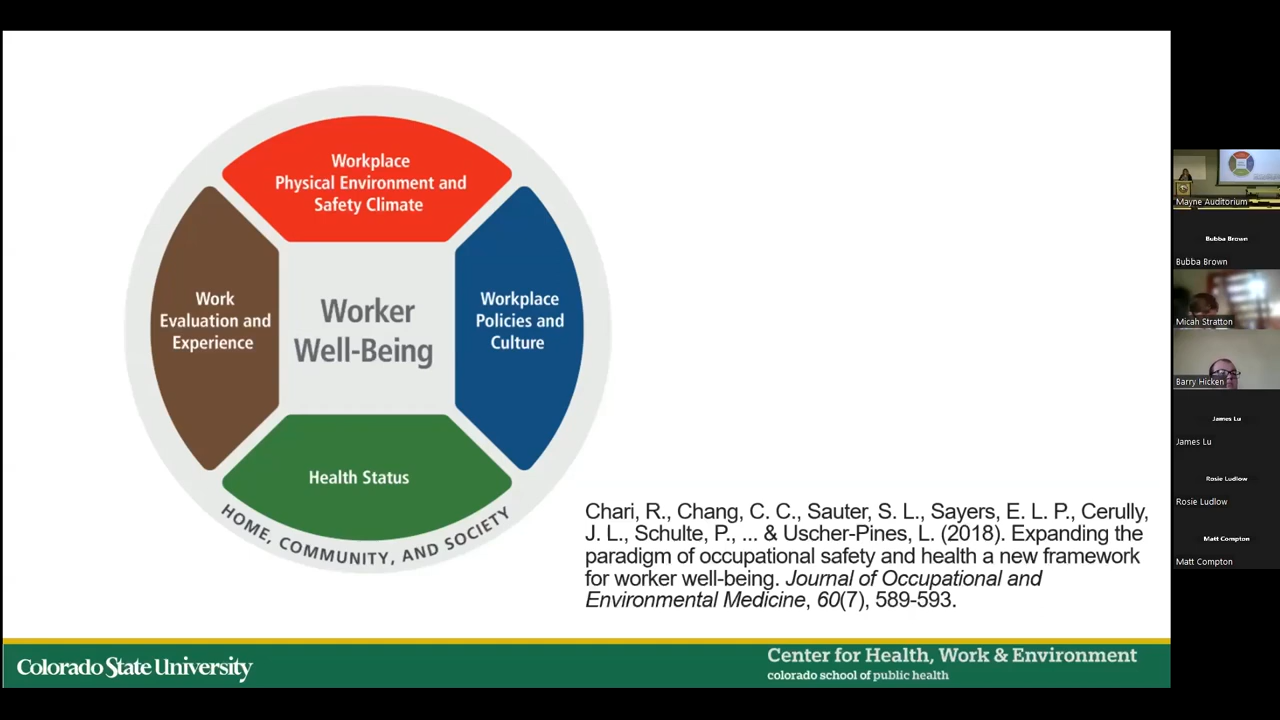 Workplace
Physical Environment and
Safety Climate
Work
Evaluation and
Experience
Worker
Well-Being
Workplace
Policies and
Culture
Health Status
HOME, COMMUNITY, AND SOCIETY
Chari, R., Chang, C. C., Sauter, S. L., Sayers, E. L. P., Cerully,
J. L., Schulte, P., ... & Uscher-Pines, L. (2018). Expanding the
paradigm of occupational safety and health a new framework
for worker well-being. Journal of Occupational and
Environmental Medicine, 60(7), 589-593.
Colorado State University
Center for Health, Work & Environment
colorado school of public health
Mayne Auditorium
Bubba Brown
Bubba Brown
Micah Stratton
Barry Hicken
James Lu
James Lu
Rosie Ludlow
Rosie Ludlow
Matt Compton
Matt Compton